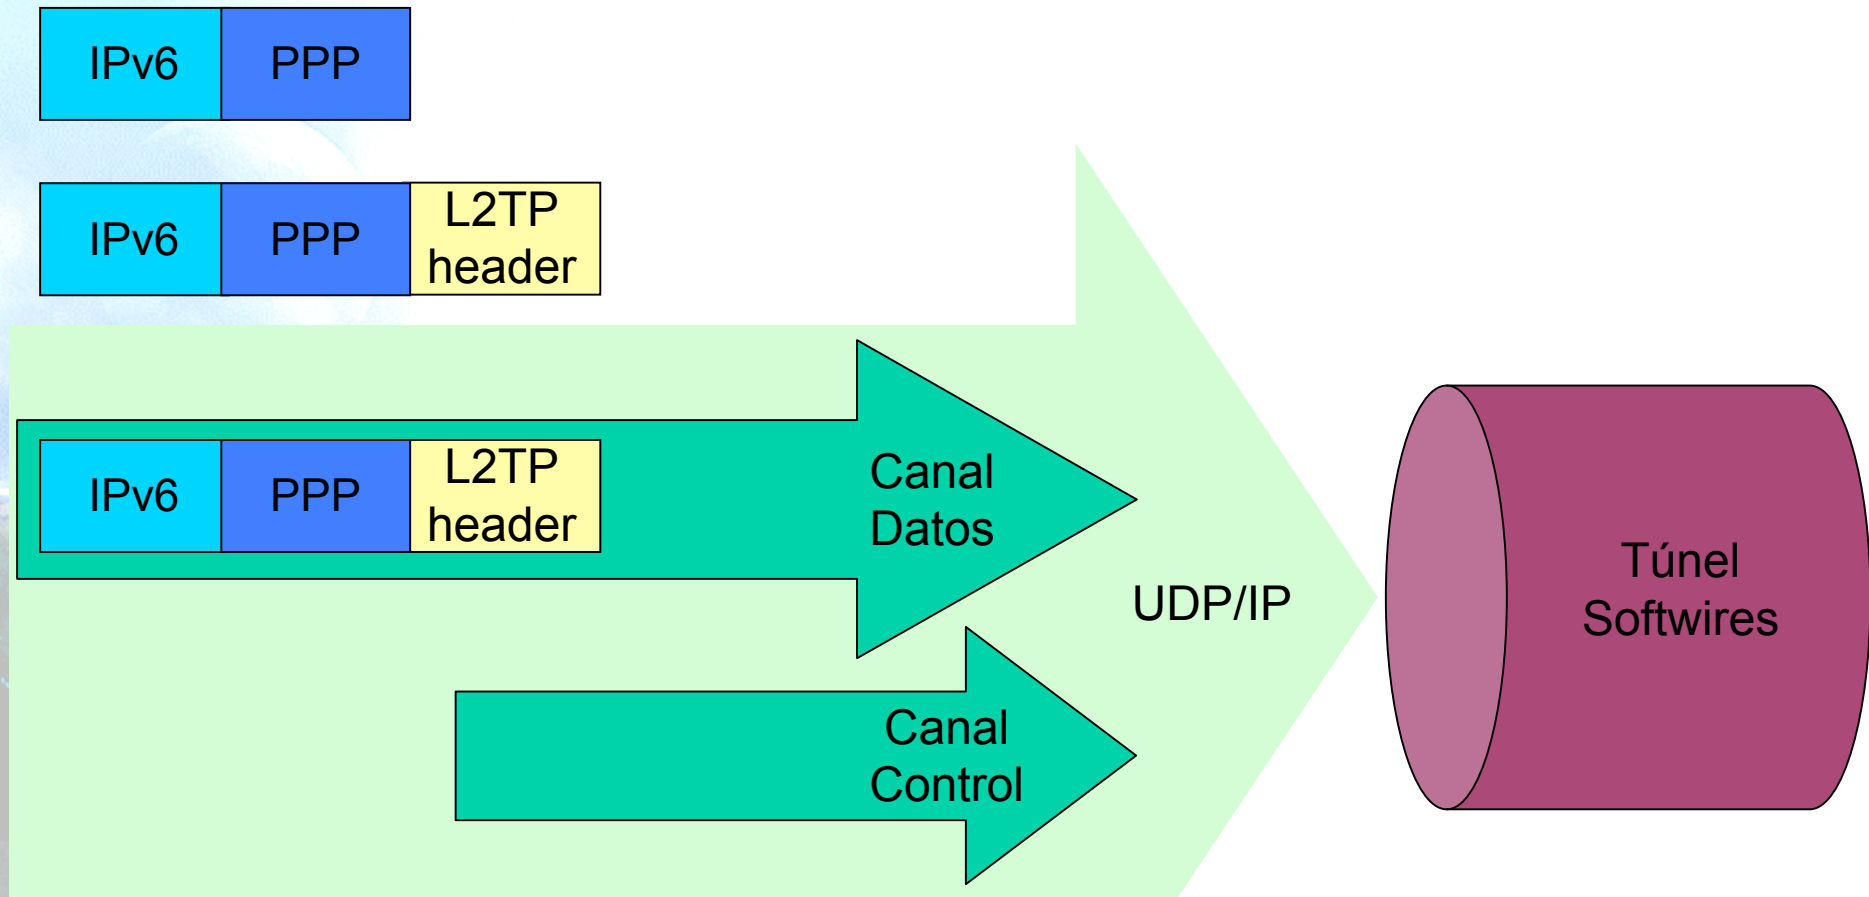 IPv6 PPP
IPv6 PPP L2TP
header
IPv6 PPP L2TP
header
Canal
Datos
UDP/IP
Canal
Control
Túnel
Softwires